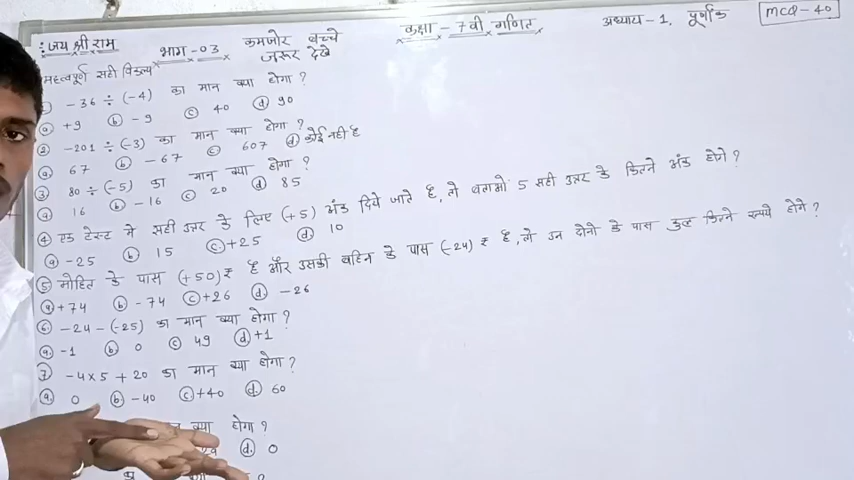 : जय श्री राम
भाग - 03 कमजोर बच्चे
जरूर देखे
कक्षा - 7वी गणित
अध्याय - 1. पूर्णांक
MCQ - 40
महत्वपूर्ण सही विकल्प
-36 ÷ (-4) का मान क्या होगा ?
ⓐ +9 ⓑ -9 ⓒ 40 ⓓ 90
② -201 ÷ (-3) का मान क्या होगा ?
ⓐ 67 ⓑ -67 ⓒ 607 ⓓ कोई नही है
③ 80 ÷ (-5) का मान क्या होगा ?
ⓐ 16 ⓑ -16 ⓒ 20 ⓓ 85
④ एक टेस्ट मे सही उत्तर के लिए (+5) अंक दिये जाते है, तो बताओ 5 सही उत्तर के कितने अंक होगे ?
ⓐ -25 ⓑ 15 ⓒ +25 ⓓ 10
⑤ मोहित के पास (+50) ₹ है और उसकी बहिन के पास (-24) ₹ है, तो उन दोनो के पास कुल कितने रूपये होगे ?
ⓐ +74 ⓑ -74 ⓒ +26 ⓓ. -26
⑥. -24 - (-25) का मान क्या होगा ?
ⓐ. -1 ⓑ 0 ⓒ 49 ⓓ +1
⑦ -4 × 5 + 20 का मान क्या होगा ?
ⓐ. 0 ⓑ. -40 ⓒ. +40 ⓓ. 60
क्या होगा ?
ⓓ. 0